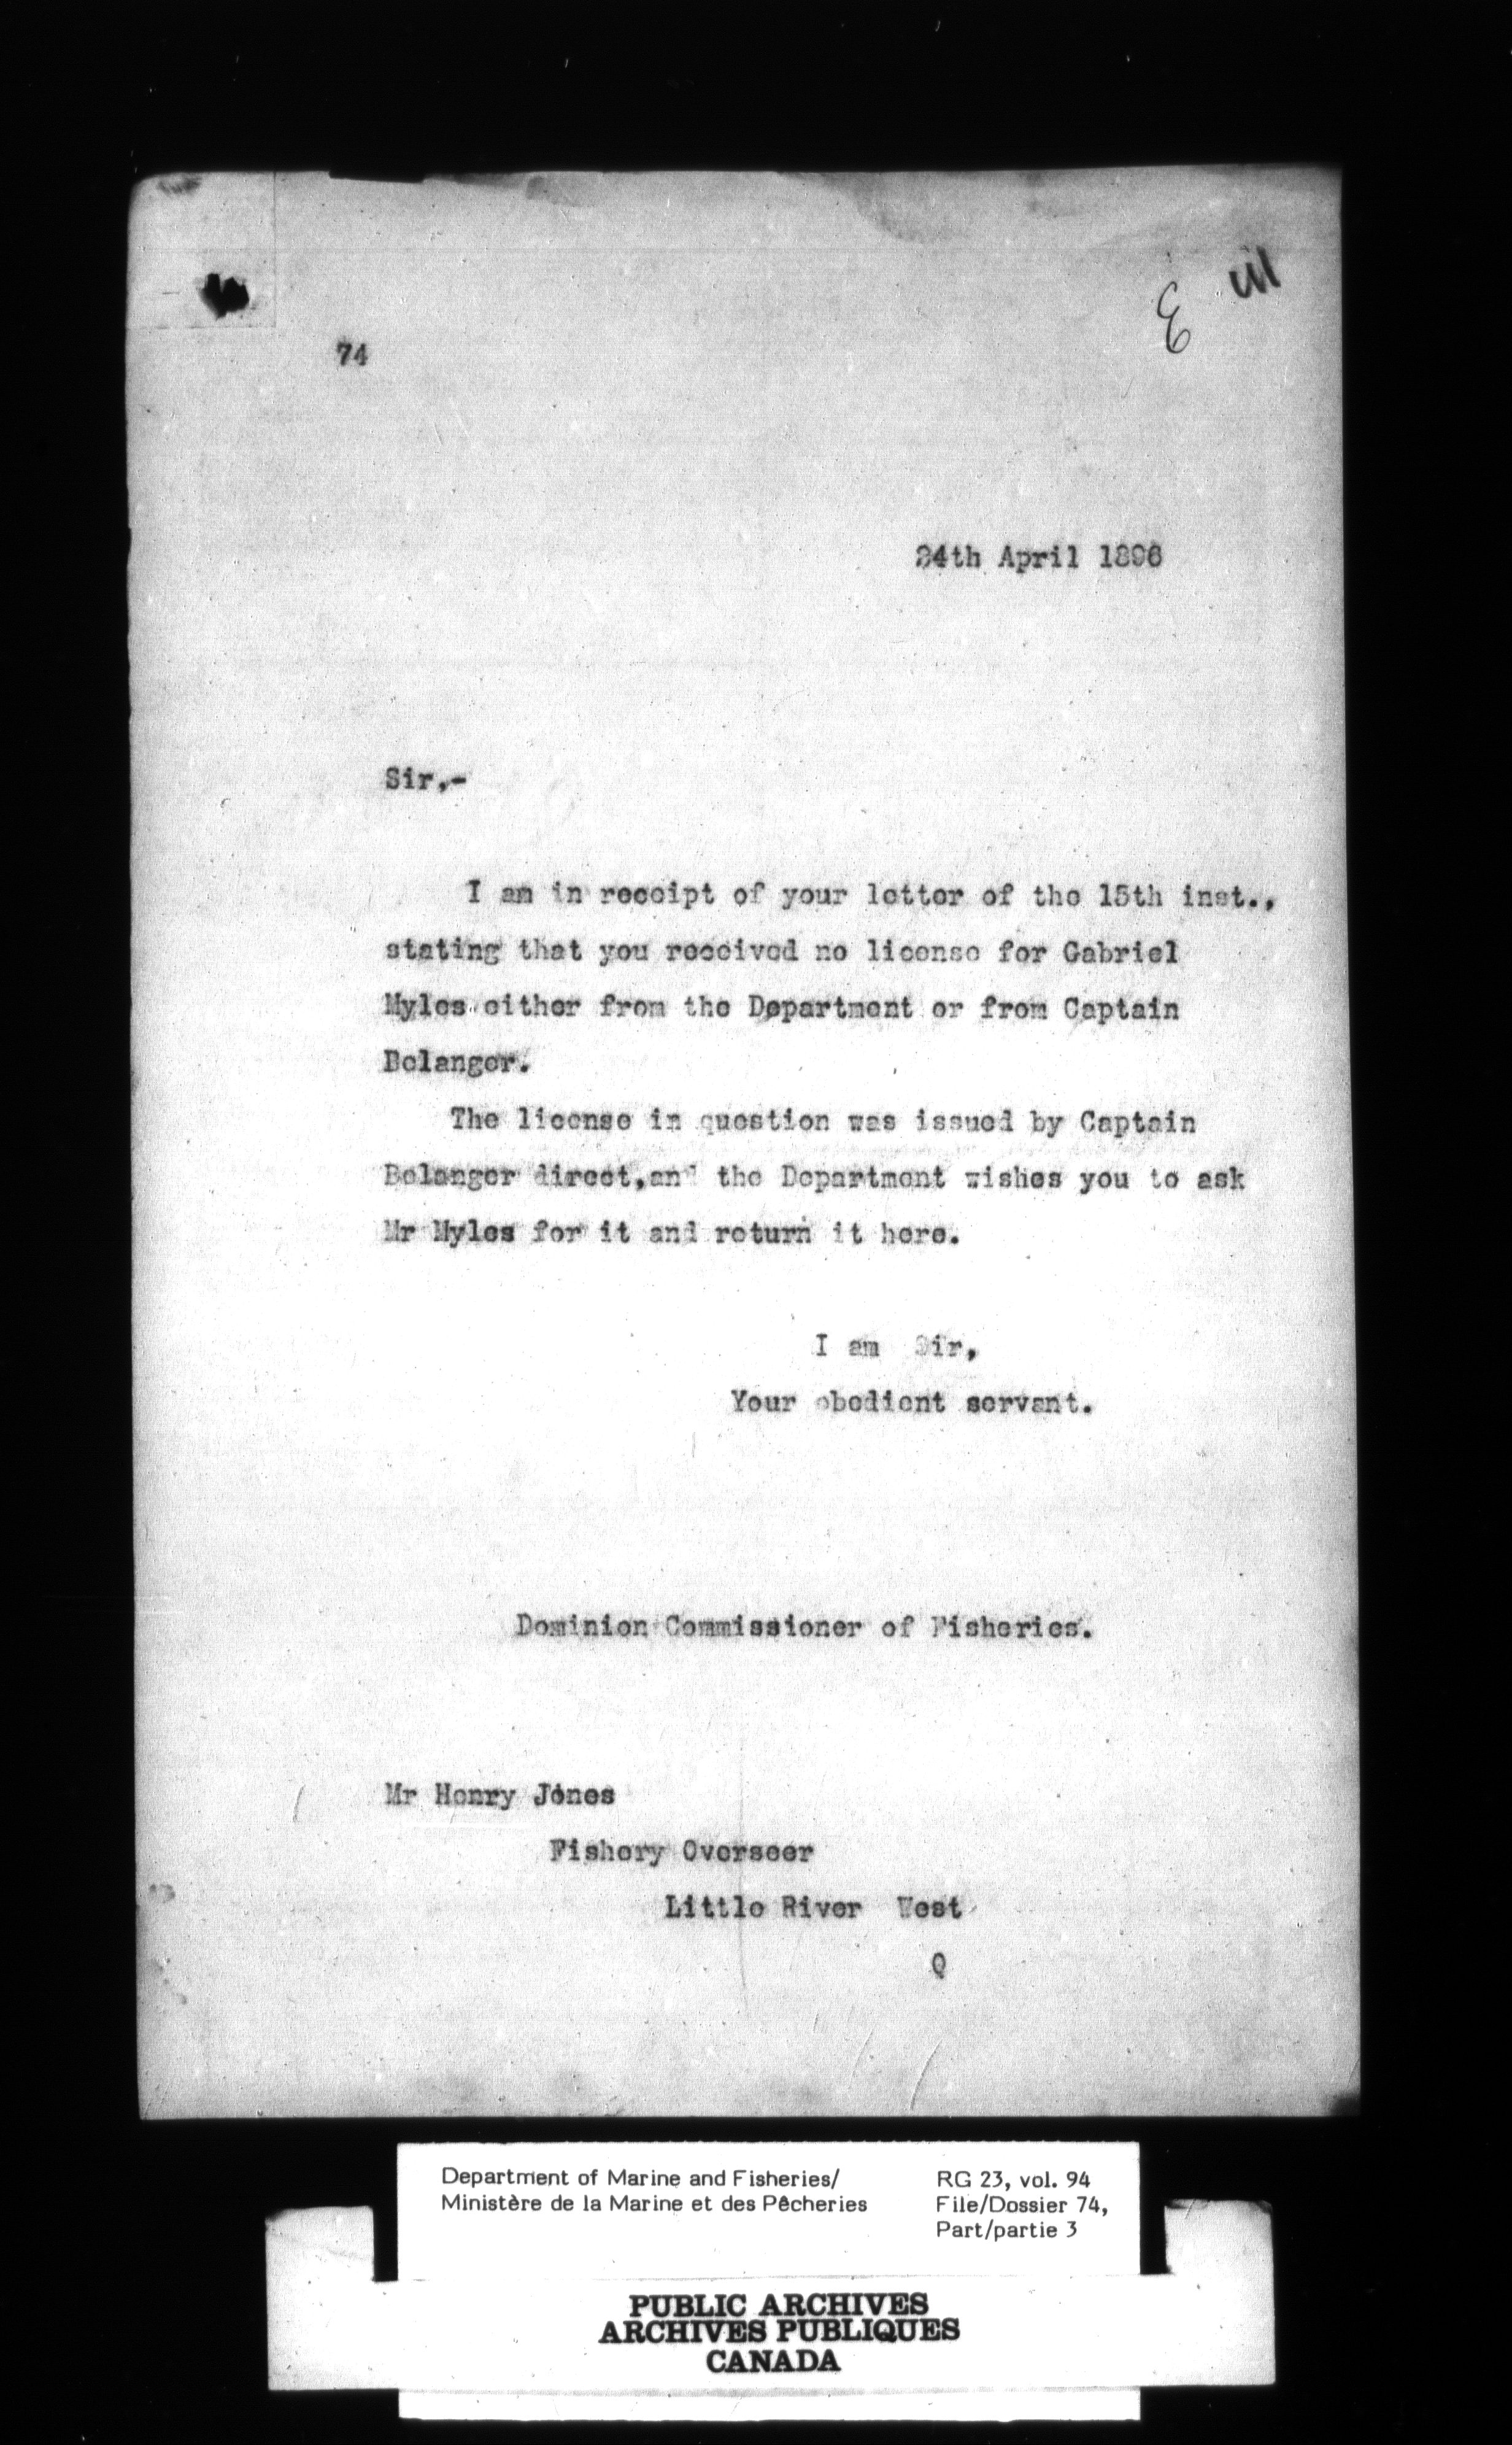 74
24th April 1896
Sir,-
I am in receipt of your letter of the 15th inst.,
stating that you received no license for Gabriel
Myles either from the Department or from Captain
Belanger.
The license in question was issued by Captain
Belanger direct, and the Department wishes you to ask
Mr Myles for it and return it here.
I am Sir,
Your obedient servant.
Dominion Commissioner of Fisheries.
Mr Henry Jones
Fishery Overseer
Little River West
Q
Department of Marine and Fisheries/
Ministère de la Marine et des Pêcheries
RG 23, vol. 94
File/Dossier 74,
Part/partie 3
PUBLIC ARCHIVES
ARCHIVES PUBLIQUES
CANADA